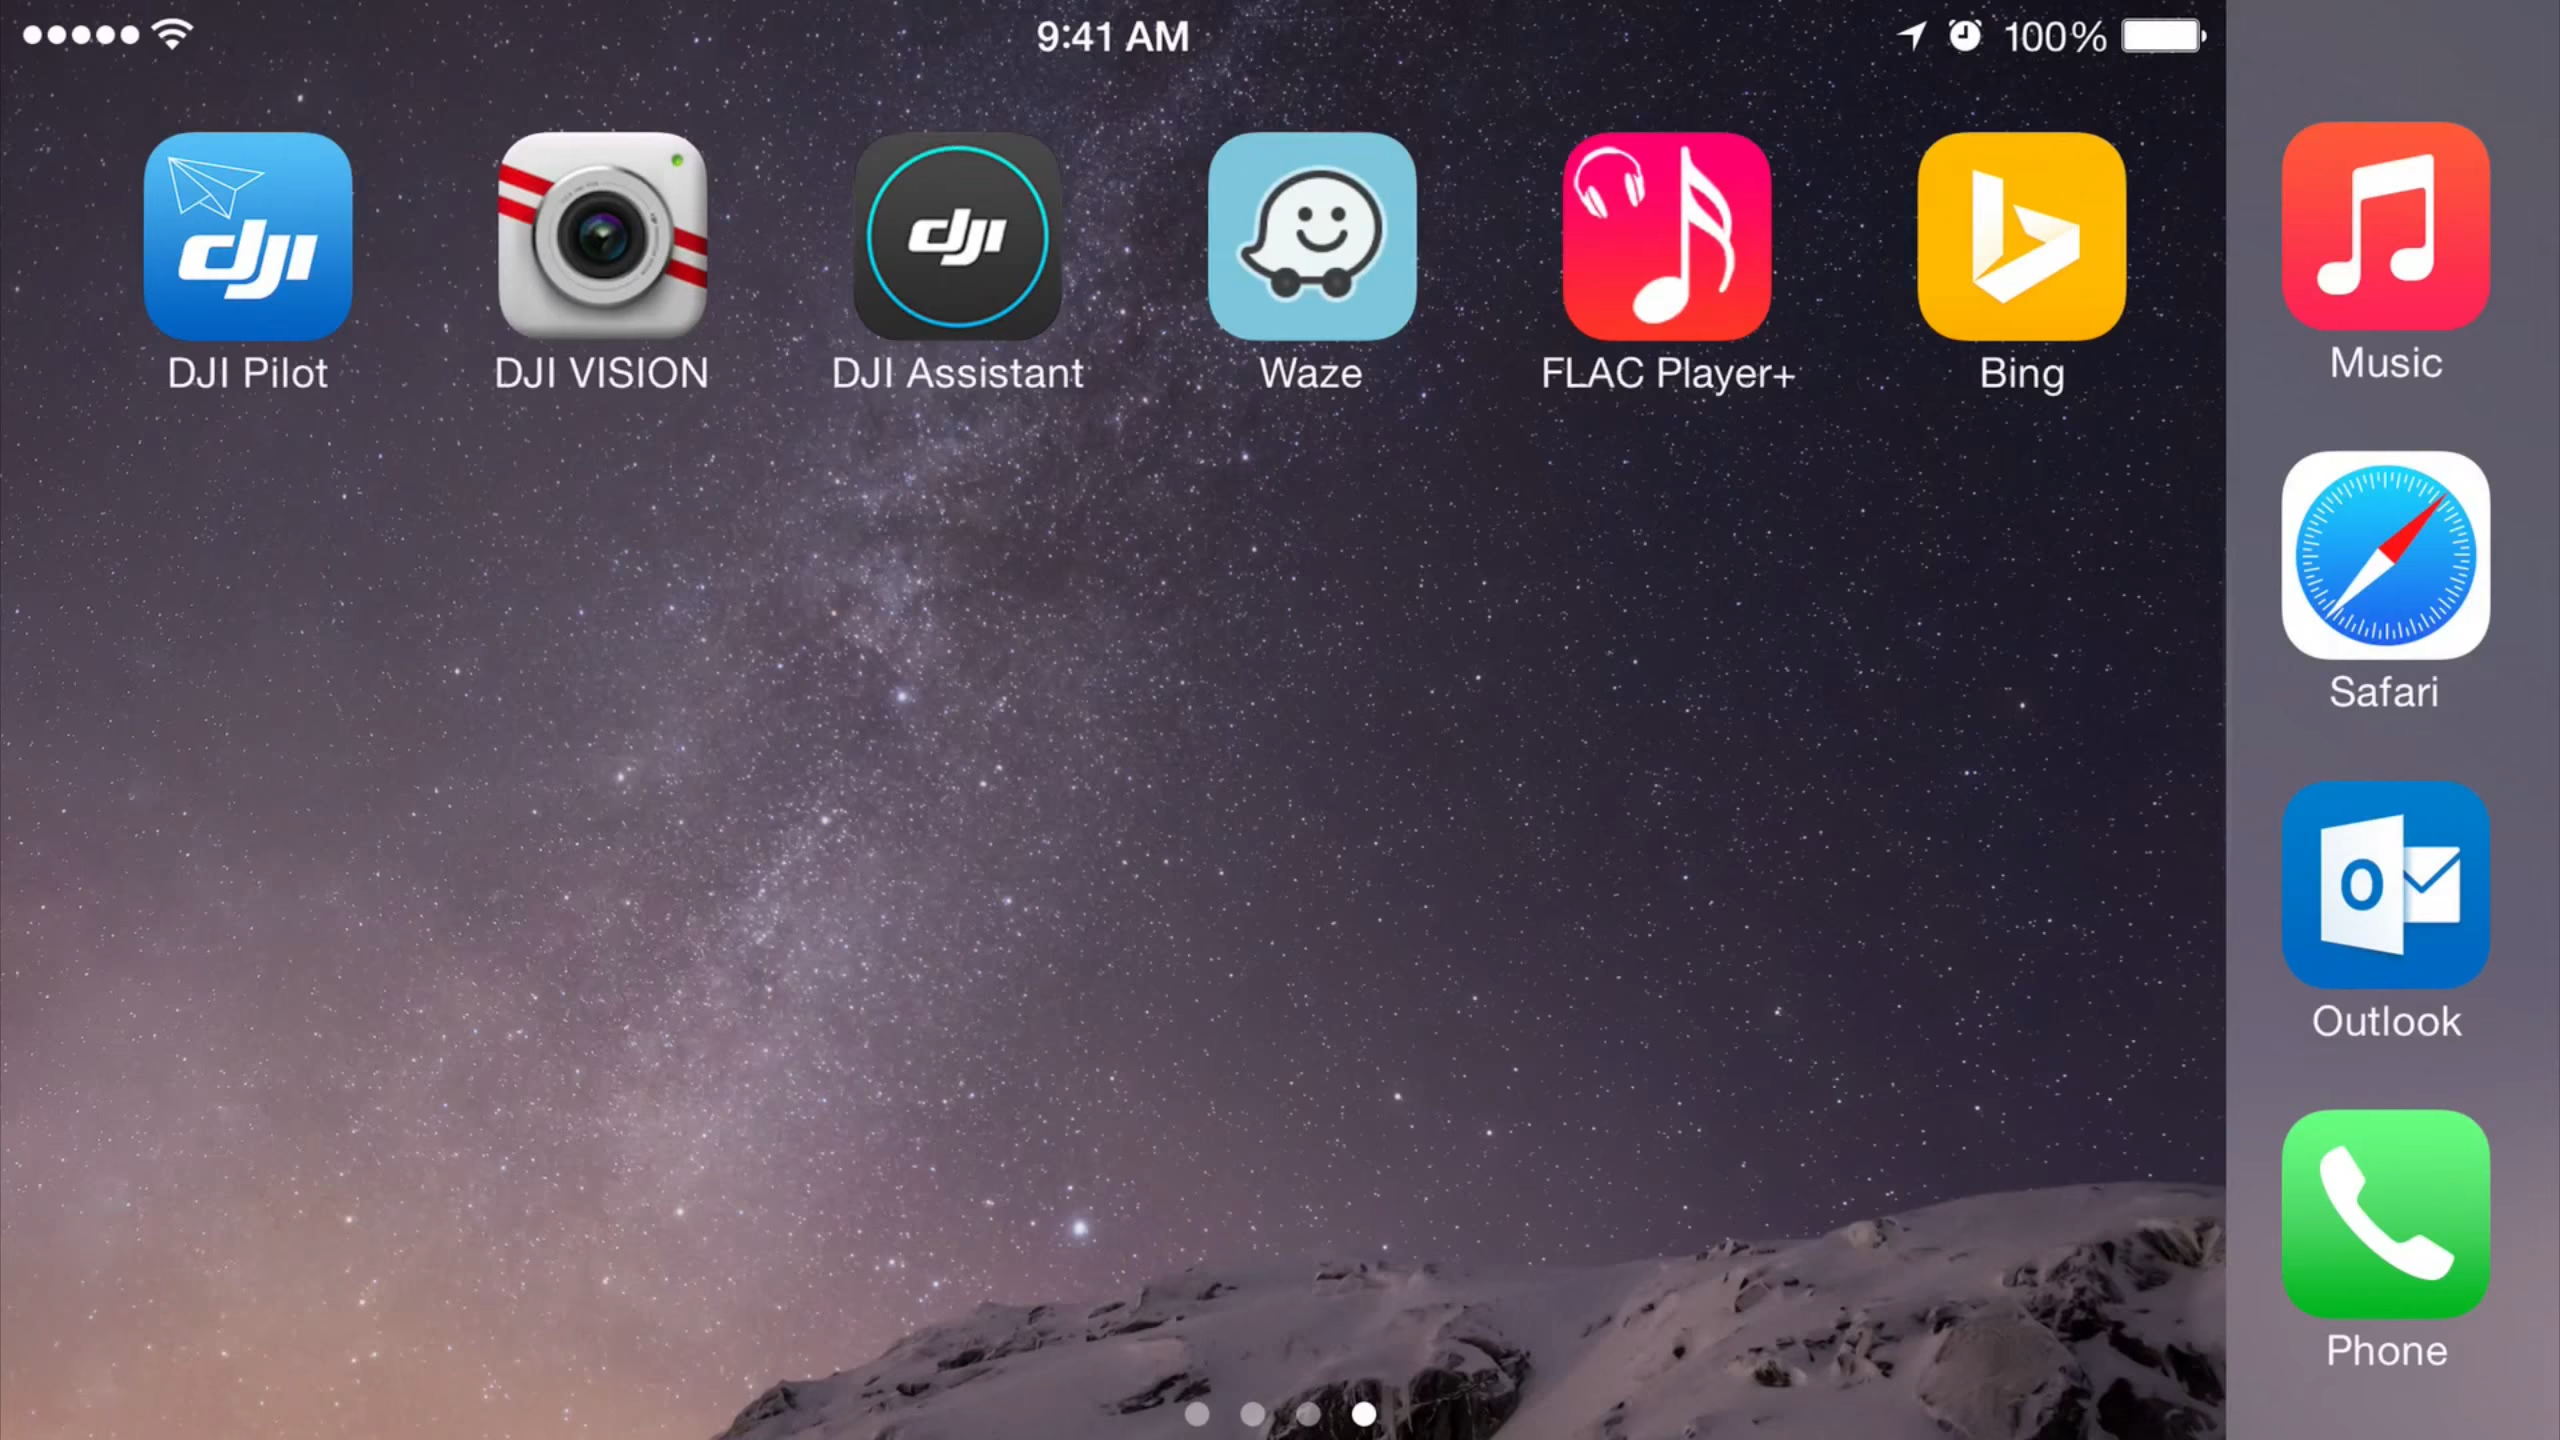 9:41 AM
100%
dji
dji
DJI Pilot
DJI VISION
DJI Assistant
Waze
FLAC Player+
Bing
Music
Safari
O
Outlook
Phone